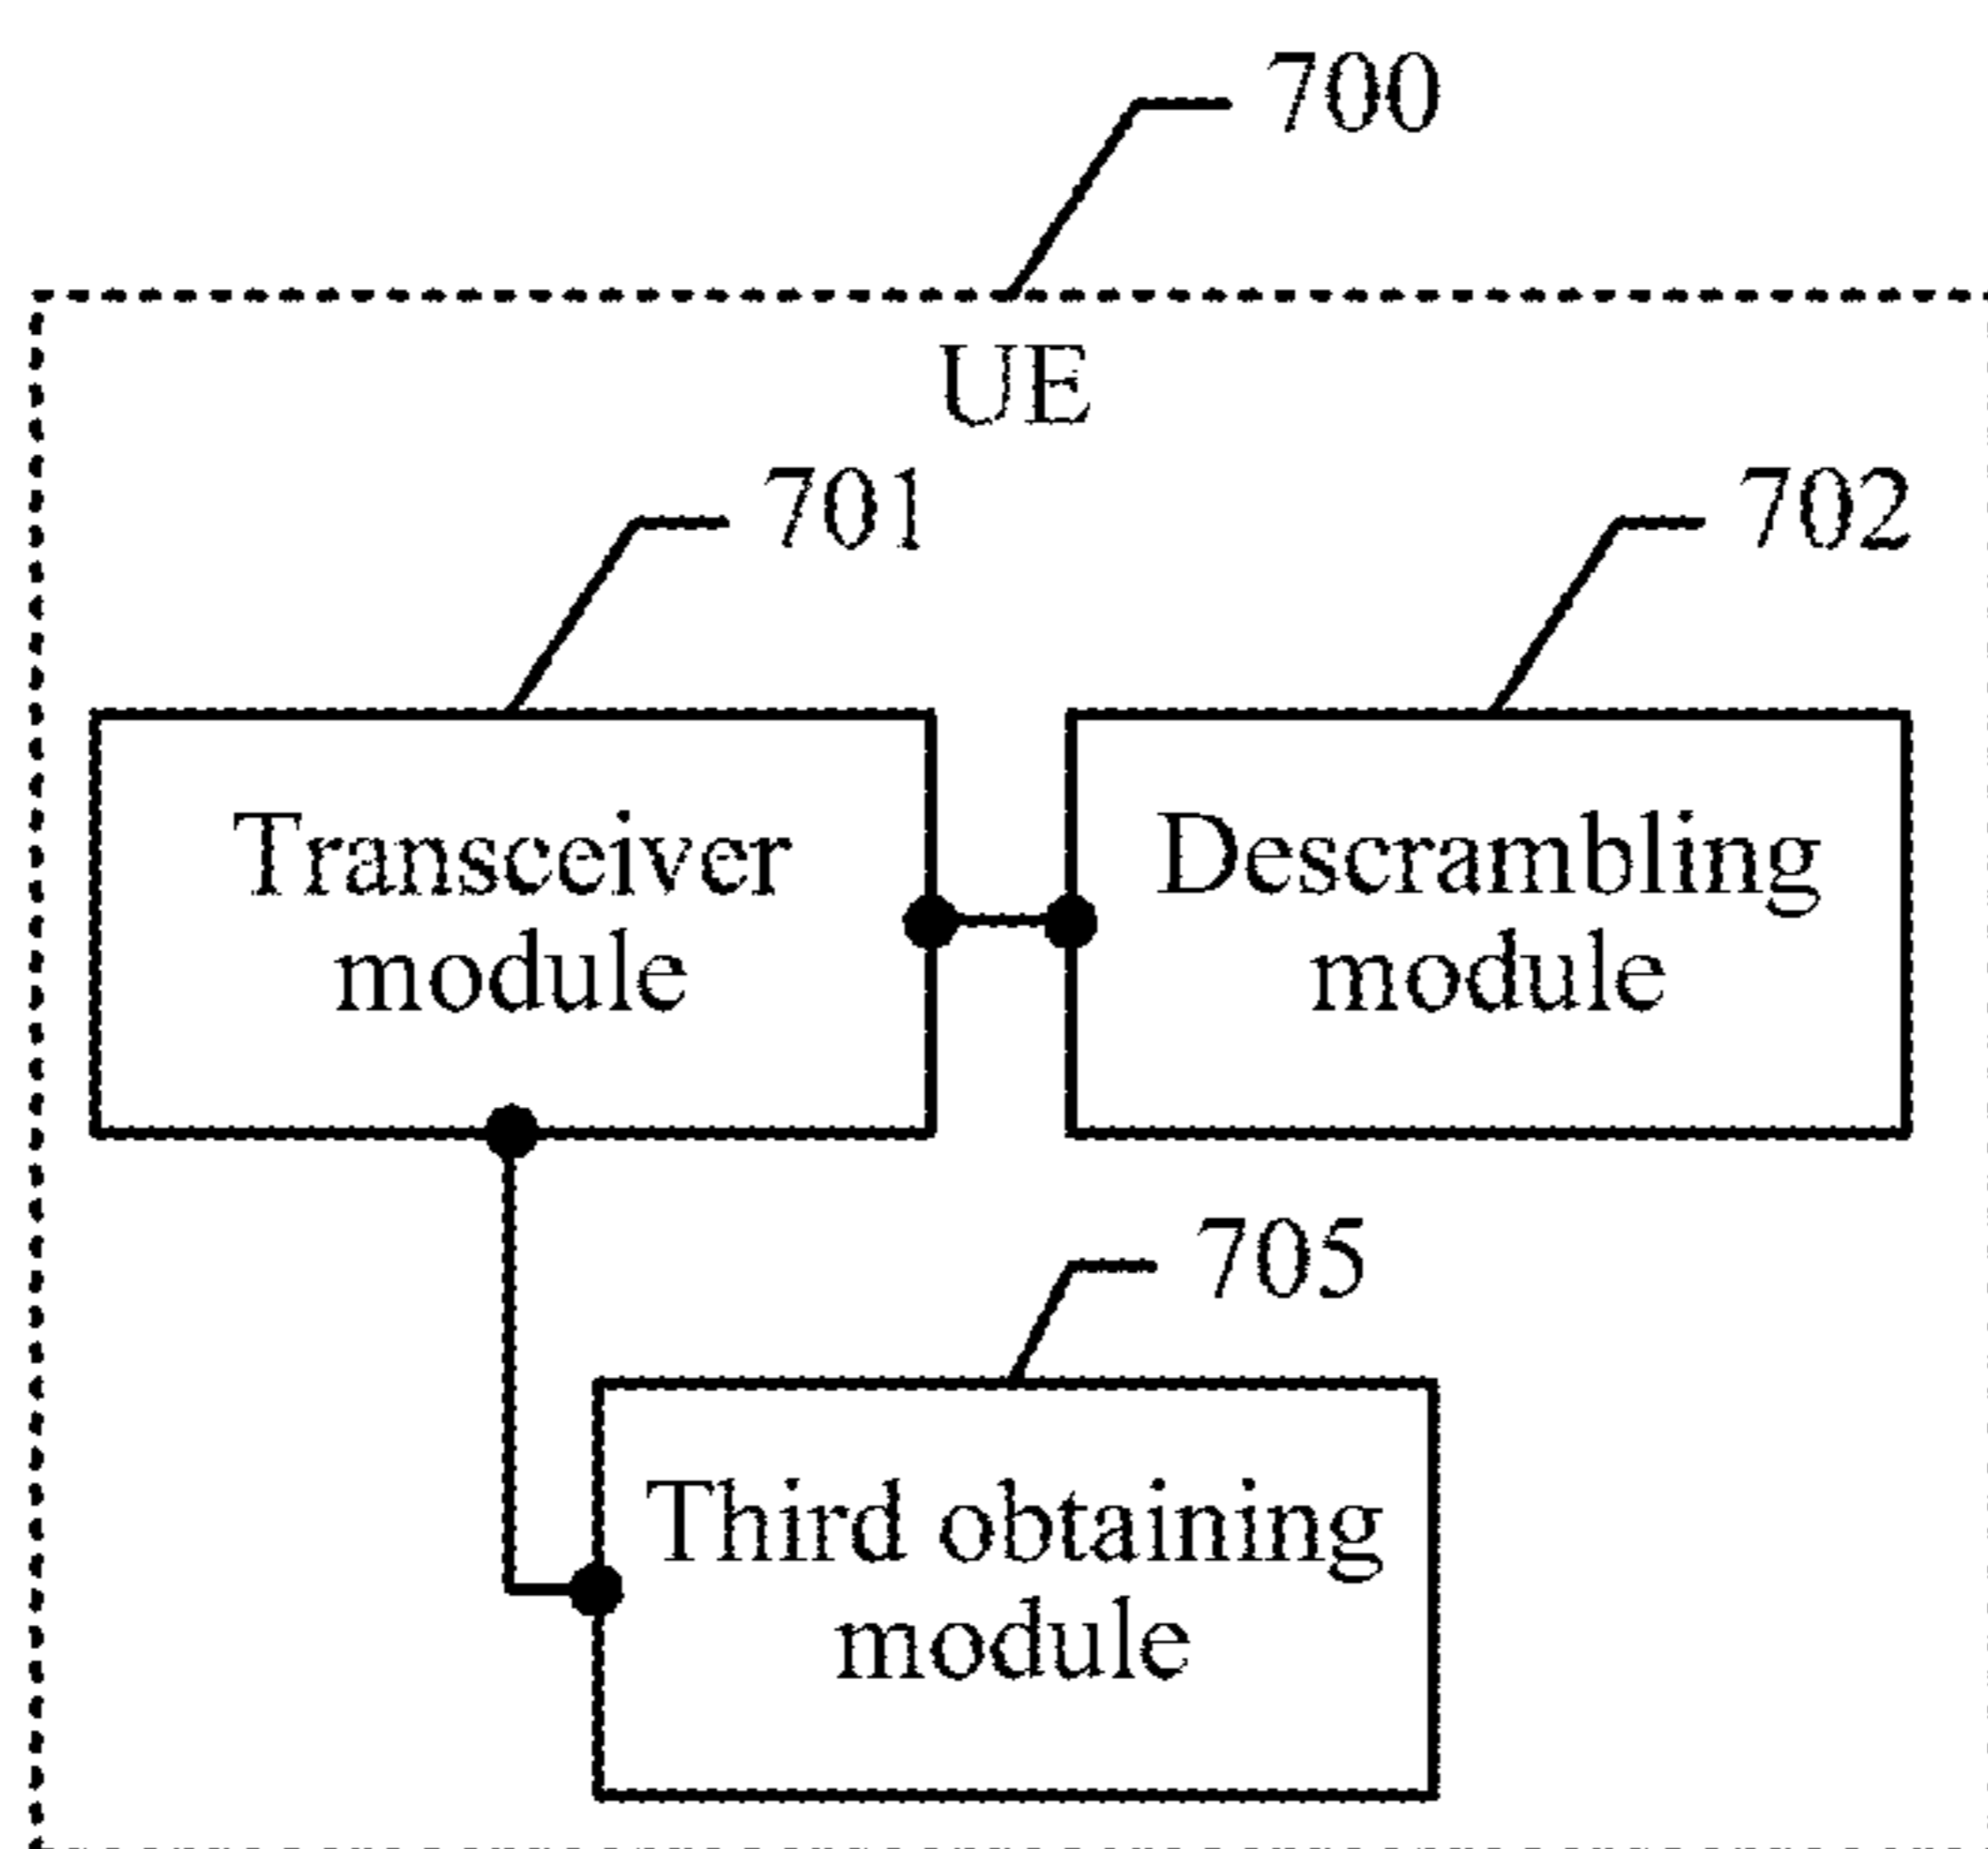 700
UE
701
702
Transceiver
module
Descrambling
module
705
Third obtaining
module